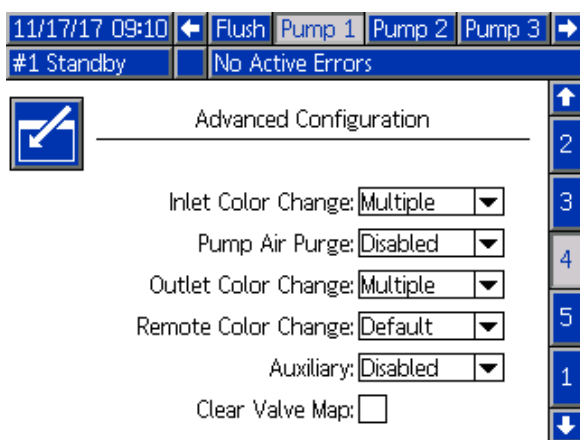 11/17/17 09:10 Flush Pump 1 Pump 2 Pump 3
#1 Standby No Active Errors
Advanced Configuration
2
3
4
5
1
Inlet Color Change: Multiple
Pump Air Purge: Disabled
Outlet Color Change: Multiple
Remote Color Change: Default
Auxiliary: Disabled
Clear Valve Map: